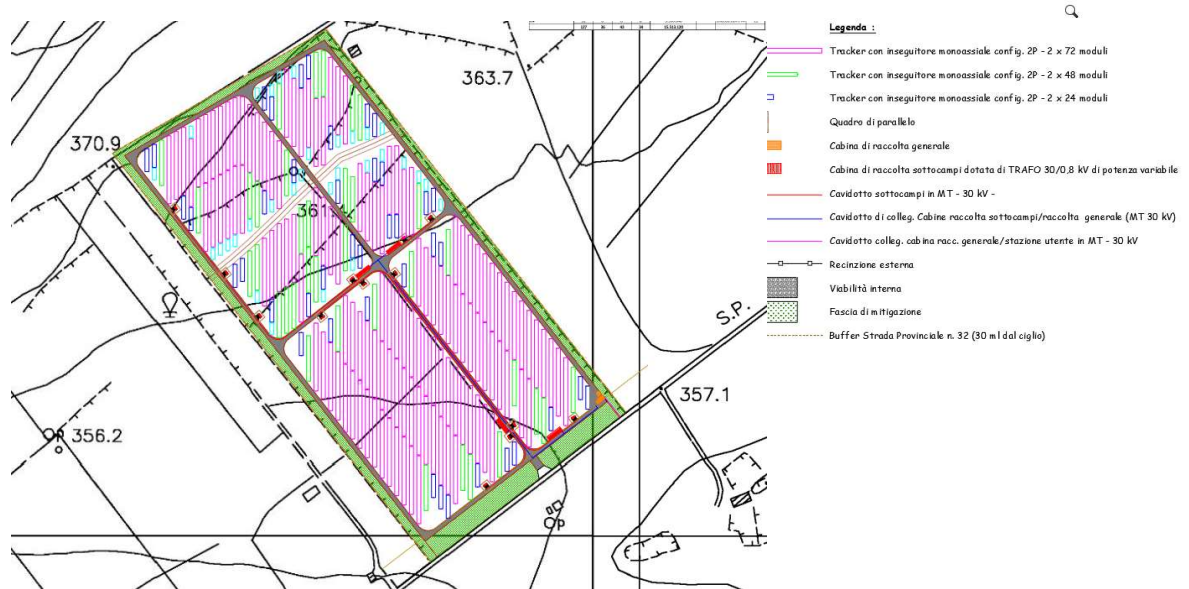 Legenda :
Tracker con inseguitore monoassiale config. 2P - 2 x 72 moduli
Tracker con inseguitore monoassiale config. 2P - 2 x 48 moduli
Tracker con inseguitore monoassiale config. 2P - 2 x 24 moduli
Quadro di parallelo
Cabina di raccolta generale
Cabina di raccolta sottocampi dotata di TRAFO 30/0,8 kV di potenza variabile
Cavidotto sottocampi in MT - 30 kV -
Cavidotto di colleg. Cabine raccolta sottocampi/raccolta generale (MT 30 kV)
Cavidotto colleg. cabina racc. generale/stazione utente in MT - 30 kV
Recinzione esterna
Viabilità interna
Fascia di mitigazione
Buffer Strada Provinciale n. 32 (30 ml dal ciglio)
363.7
370.9
361
S.P.
357.1
Op
356.2
Op